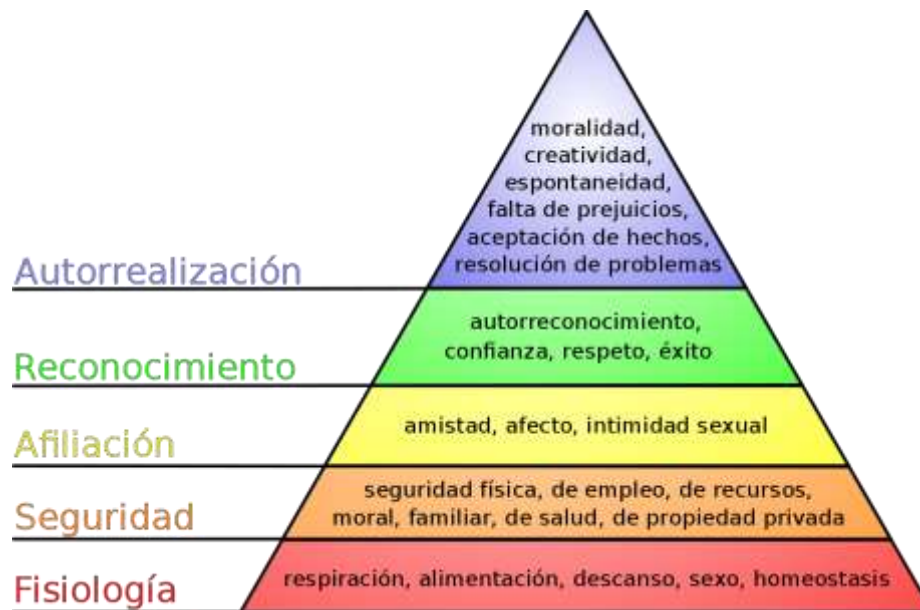 moralidad,
creatividad,
espontaneidad,
falta de prejuicios,
aceptación de hechos,
resolución de problemas
Autorrealización
autorreconocimiento,
confianza, respeto, éxito
Reconocimiento
amistad, afecto, intimidad sexual
Afiliación
seguridad física, de empleo, de recursos,
moral, familiar, de salud, de propiedad privada
Seguridad
respiración, alimentación, descanso, sexo, homeostasis
Fisiología